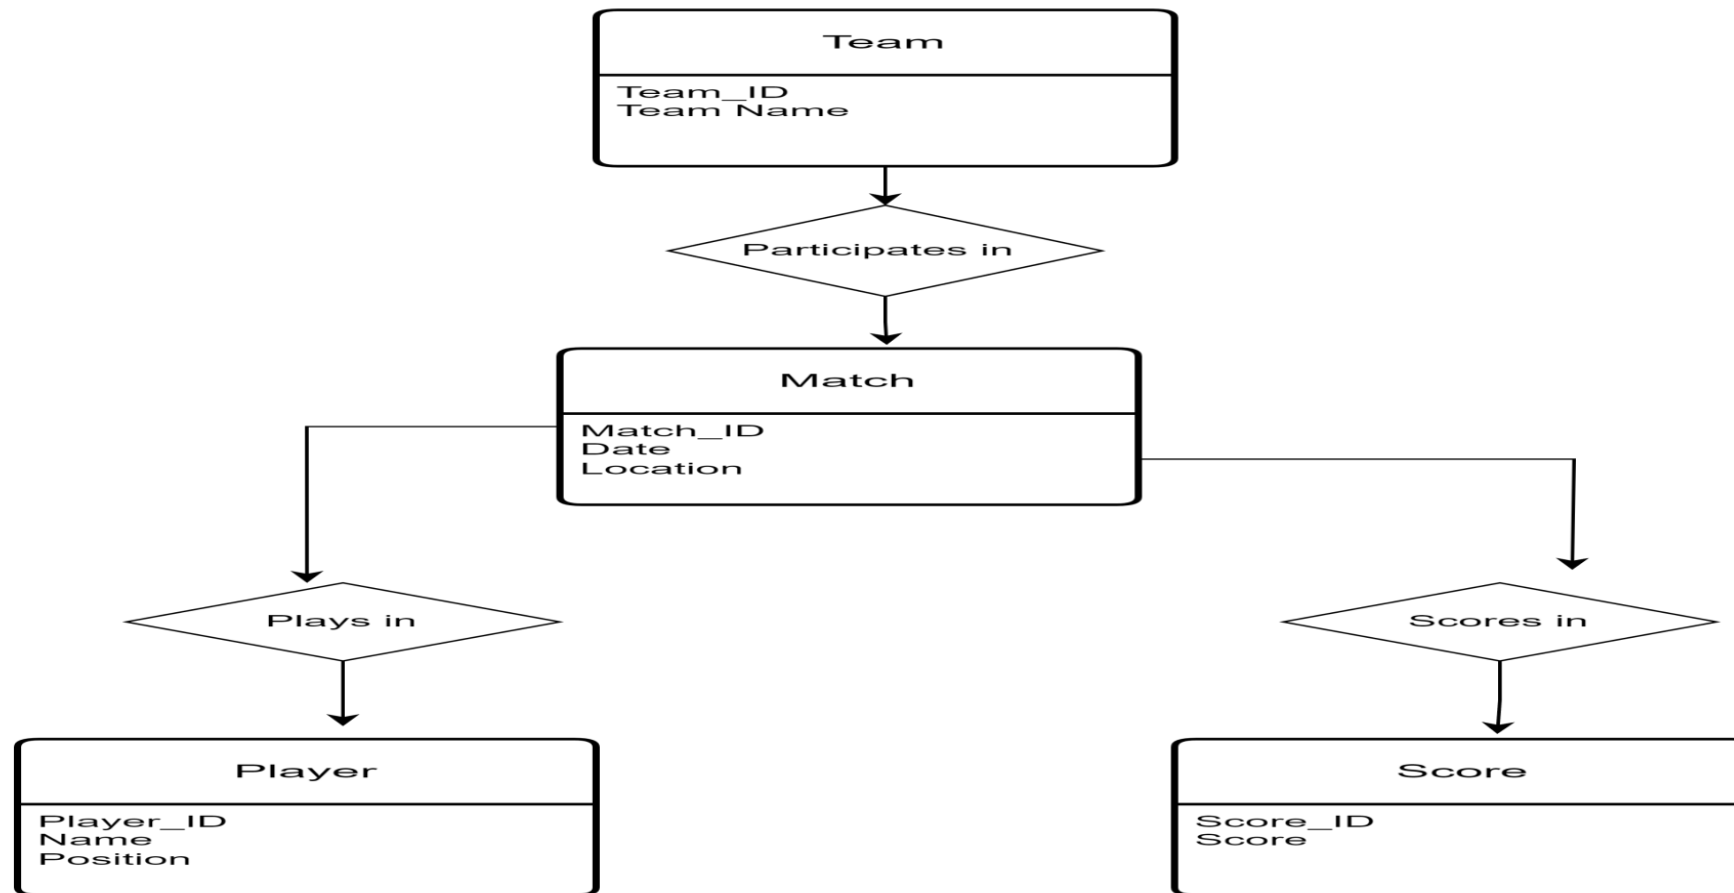 Team
Team_ID
Team Name
Participates in
Match
Match_ID
Date
Location
Plays in
Scores in
Player
Player_ID
Name
Position
Score
Score_ID
Score